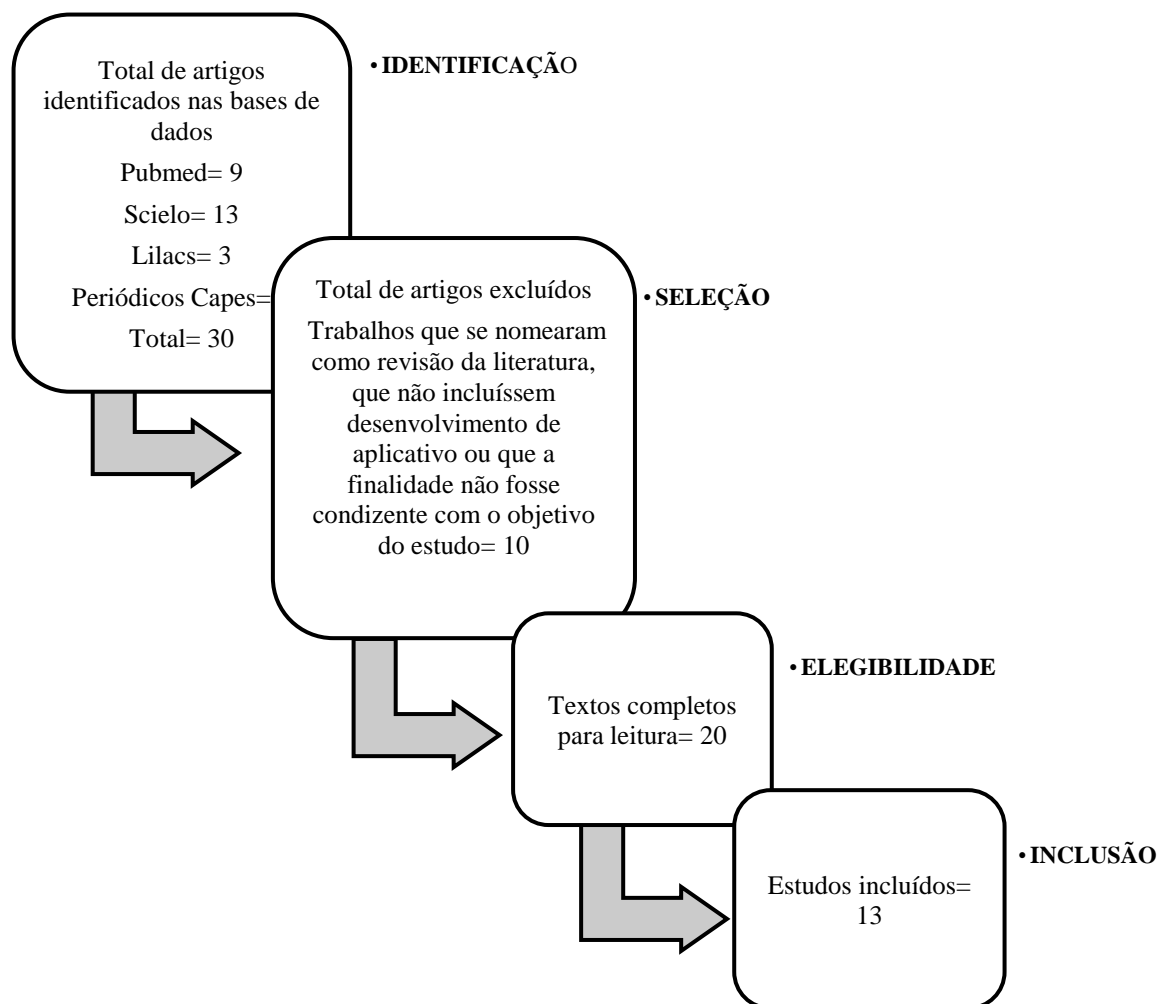 Total de artigos
identificados nas bases de
dados
Pubmed= 9
Scielo= 13
Lilacs= 3
Periódicos Capes=
Total= 30
• IDENTIFICAÇÃO
Total de artigos excluídos
Trabalhos que se nomearam
como revisão da literatura,
que não incluíssem
desenvolvimento de
aplicativo ou que a
finalidade não fosse
condizente com o objetivo
do estudo= 10
• SELEÇÃO
Textos completos
para leitura= 20
• ELEGIBILIDADE
Estudos incluídos=
13
• INCLUSÃO